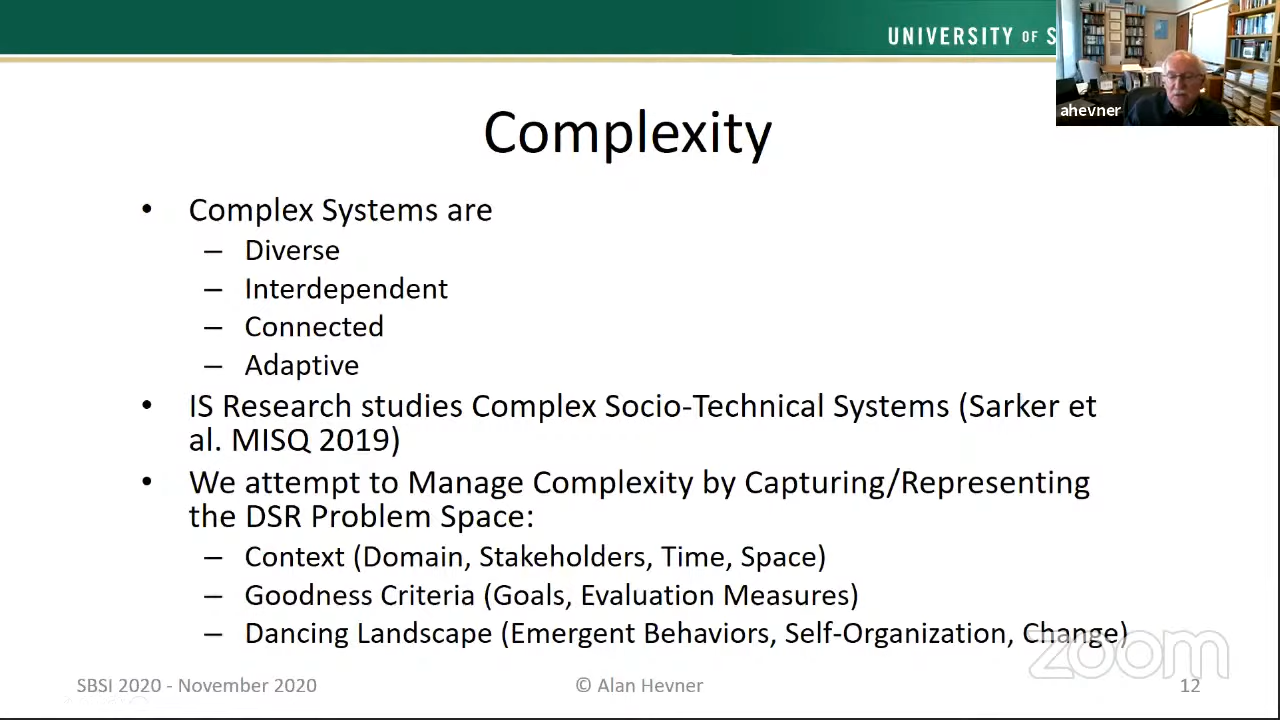 UNIVERSITY OF S
ahevner
Complexity
• Complex Systems are
– Diverse
– Interdependent
– Connected
– Adaptive
• IS Research studies Complex Socio-Technical Systems (Sarker et
al. MISQ 2019)
• We attempt to Manage Complexity by Capturing/Representing
the DSR Problem Space:
– Context (Domain, Stakeholders, Time, Space)
– Goodness Criteria (Goals, Evaluation Measures)
– Dancing Landscape (Emergent Behaviors, Self-Organization, Change)
zoom
SBSI 2020 - November 2020
© Alan Hevner
12